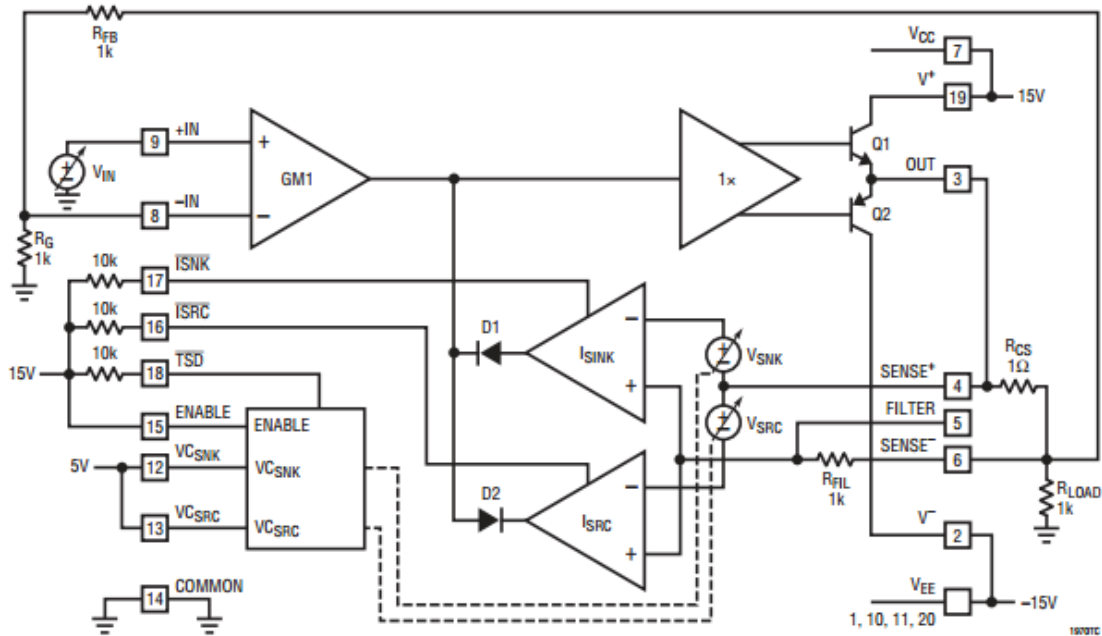 RFB
1k
VCC
7
V+
19
15V
9
+IN
VIN
+
GM1
1×
Q1
OUT
3
Q2
8
–IN
–
RG
1k
10k
17
ISNK
10k
16
ISRC
10k
18
TSD
15V
15
ENABLE
ENABLE
5V
12
VCSNK
VCSNK
13
VCSRC
VCSRC
14
COMMON
D1
ISINK
–
+
VSNK
VSRC
D2
ISRC
–
+
SENSE+
4
RCS
1Ω
FILTER
5
SENSE–
6
RFIL
1k
RLOAD
1k
V–
2
VEE
–15V
1, 10, 11, 20
1970TC